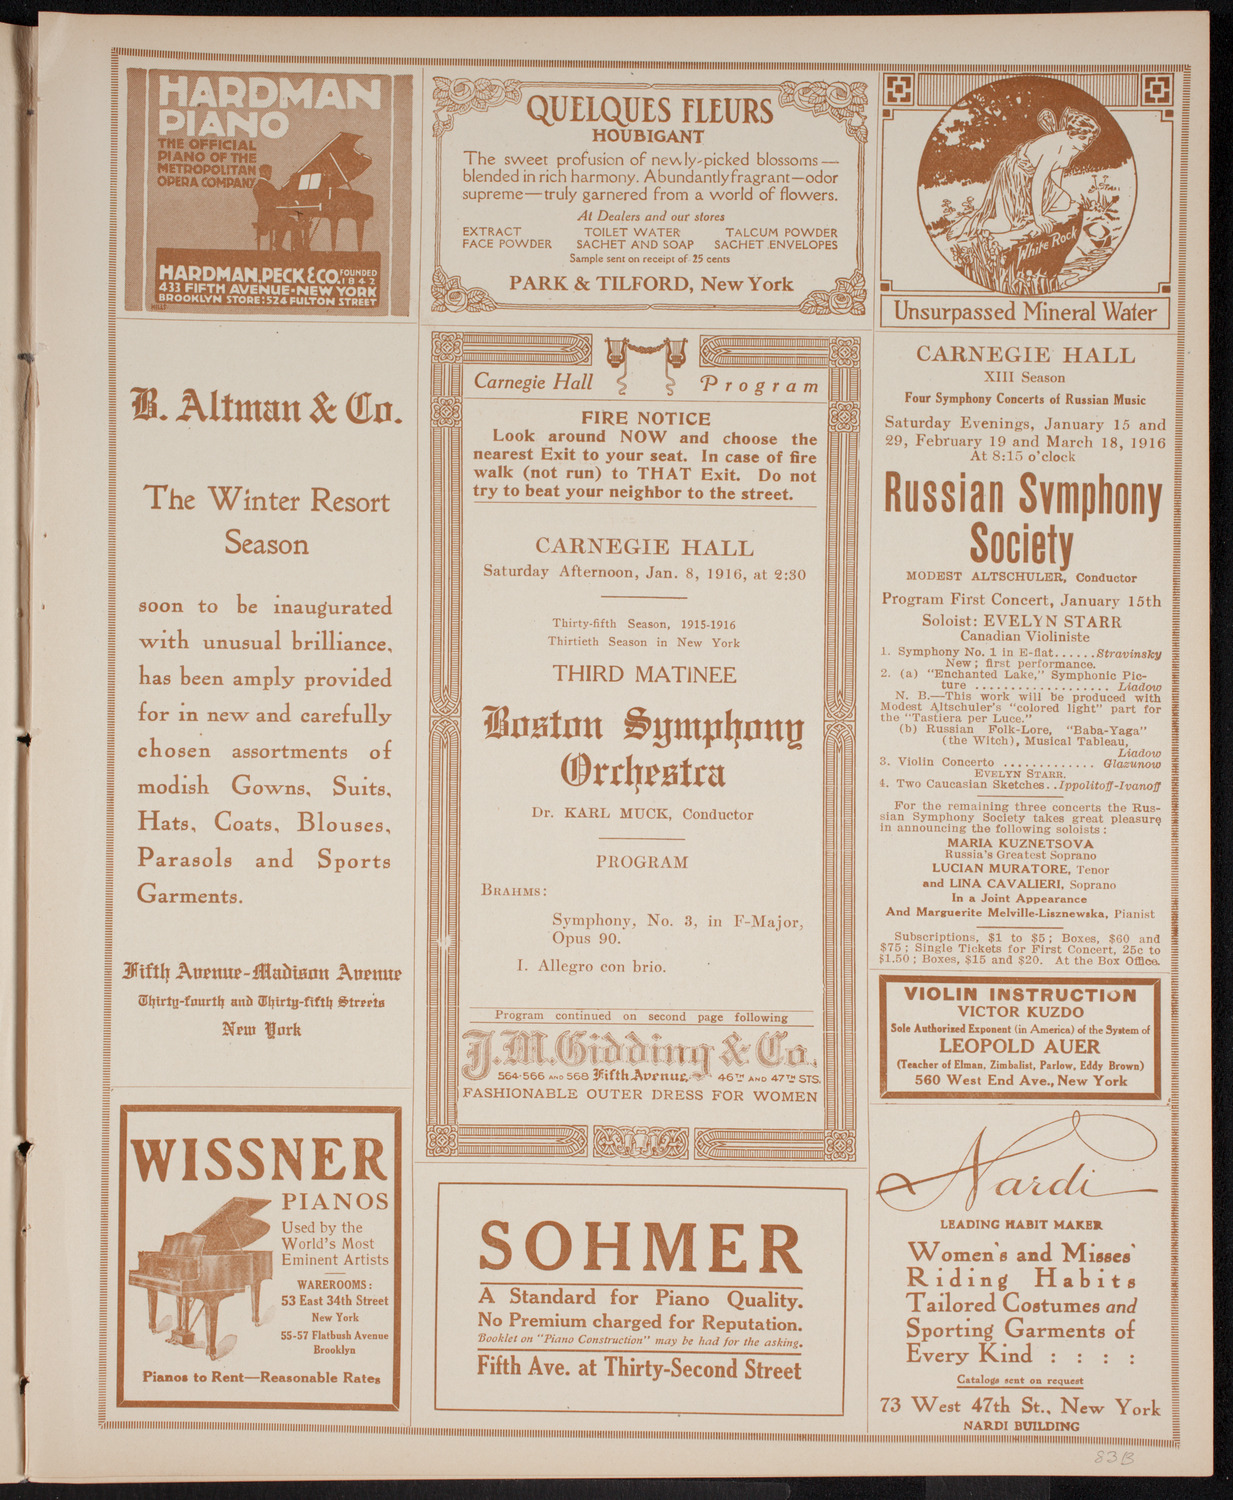 HARDMAN
PIANO
THE OFFICIAL
PIANO OF THE
METROPOLITAN
OPERA COMPANY
HARDMAN, PECK & CO. FOUNDED 1842
433 FIFTH AVENUE · NEW YORK
BROOKLYN STORE: 524 FULTON STREET
B. Altman & Co.
The Winter Resort
Season
soon to be inaugurated
with unusual brilliance,
has been amply provided
for in new and carefully
chosen assortments of
modish Gowns, Suits,
Hats, Coats, Blouses,
Parasols and Sports
Garments.
Fifth Avenue-Madison Avenue
Thirty-fourth and Thirty-fifth Streets
New York
WISSNER
PIANOS
Used by the
World's Most
Eminent Artists
WAREROOMS:
53 East 34th Street
New York
55-57 Flatbush Avenue
Brooklyn
Pianos to Rent—Reasonable Rates
QUELQUES FLEURS
HOUBIGANT
The sweet profusion of newly-picked blossoms —
blended in rich harmony. Abundantly fragrant—odor
supreme—truly garnered from a world of flowers.
At Dealers and our stores
EXTRACT TOILET WATER TALCUM POWDER
FACE POWDER SACHET AND SOAP SACHET ENVELOPES
Sample sent on receipt of 25 cents
PARK & TILFORD, New York
Carnegie Hall Program
FIRE NOTICE
Look around NOW and choose the
nearest Exit to your seat. In case of fire
walk (not run) to THAT Exit. Do not
try to beat your neighbor to the street.
CARNEGIE HALL
Saturday Afternoon, Jan. 8, 1916, at 2:30
Thirty-fifth Season, 1915-1916
Thirtieth Season in New York
THIRD MATINEE
Boston Symphony
Orchestra
Dr. KARL MUCK, Conductor
PROGRAM
BRAHMS:
Symphony, No. 3, in F-Major,
Opus 90.
I. Allegro con brio.
Program continued on second page following
J. M. Gidding & Co.
564-566 AND 568 Fifth Avenue, 46TH AND 47TH STS.
FASHIONABLE OUTER DRESS FOR WOMEN
SOHMER
A Standard for Piano Quality.
No Premium charged for Reputation.
Booklet on "Piano Construction" may be had for the asking.
Fifth Ave. at Thirty-Second Street
White Rock
Unsurpassed Mineral Water
CARNEGIE HALL
XIII Season
Four Symphony Concerts of Russian Music
Saturday Evenings, January 15 and
29, February 19 and March 18, 1916
At 8:15 o'clock
Russian Symphony
Society
MODEST ALTSCHULER, Conductor
Program First Concert, January 15th
Soloist: EVELYN STARR
Canadian Violiniste
1. Symphony No. 1 in E-flat......Stravinsky
New; first performance.
2. (a) "Enchanted Lake," Symphonic Pic-
ture ................... Liadow
N. B.—This work will be produced with
Modest Altschuler's "colored light" part for
the "Tastiera per Luce."
(b) Russian Folk-Lore, "Baba-Yaga"
(the Witch), Musical Tableau,
Liadow
3. Violin Concerto ............. Glazunow
EVELYN STARR.
4. Two Caucasian Sketches..Ippolitoff-Ivanoff
For the remaining three concerts the Rus-
sian Symphony Society takes great pleasure
in announcing the following soloists:
MARIA KUZNETSOVA
Russia's Greatest Soprano
LUCIAN MURATORE, Tenor
and LINA CAVALIERI, Soprano
In a Joint Appearance
And Marguerite Melville-Lisznewska, Pianist
Subscriptions, $1 to $5; Boxes, $60 and
$75; Single Tickets for First Concert, 25c to
$1.50; Boxes, $15 and $20. At the Box Office.
VIOLIN INSTRUCTION
VICTOR KUZDO
Sole Authorized Exponent (in America) of the System of
LEOPOLD AUER
(Teacher of Elman, Zimbalist, Parlow, Eddy Brown)
560 West End Ave., New York
Nardi
LEADING HABIT MAKER
Women's and Misses'
Riding Habits
Tailored Costumes and
Sporting Garments of
Every Kind : : : :
Catalogs sent on request
73 West 47th St., New York
NARDI BUILDING
83B